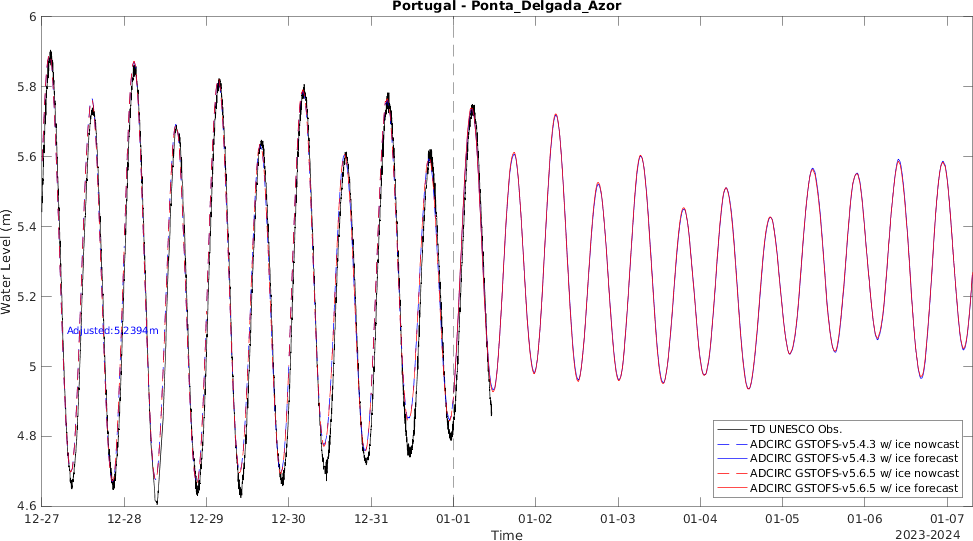 Portugal - Ponta_Delgada_Azor
6
5.8
5.6
5.4
5.2
5
4.8
4.6
Water Level (m)
Adjusted:5.2394m
TD UNESCO Obs.
ADCIRC GSTOFS-v5.4.3 w/ ice nowcast
ADCIRC GSTOFS-v5.4.3 w/ ice forecast
ADCIRC GSTOFS-v5.6.5 w/ ice nowcast
ADCIRC GSTOFS-v5.6.5 w/ ice forecast
12-27 12-28 12-29 12-30 12-31 01-01 01-02 01-03 01-04 01-05 01-06 01-07
Time
2023-2024